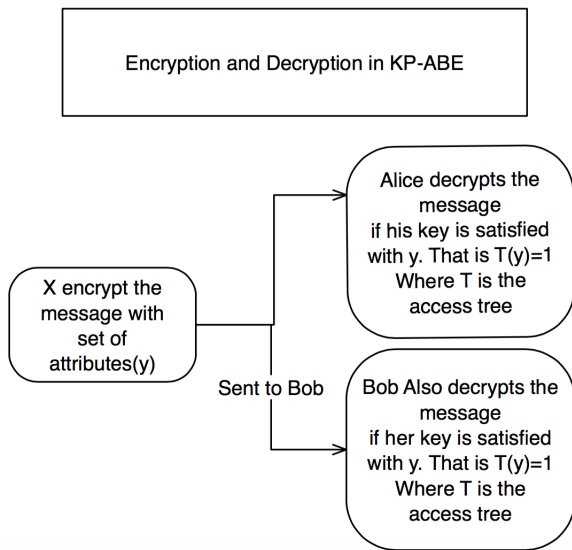 Encryption and Decryption in KP-ABE
Alice decrypts the
message
if his key is satisfied
with y. That is T(y)=1
Where T is the
access tree
X encrypt the
message with
set of
attributes(y)
Sent to Bob
Bob Also decrypts the
message
if her key is satisfied
with y. That is T(y)=1
Where T is the
access tree